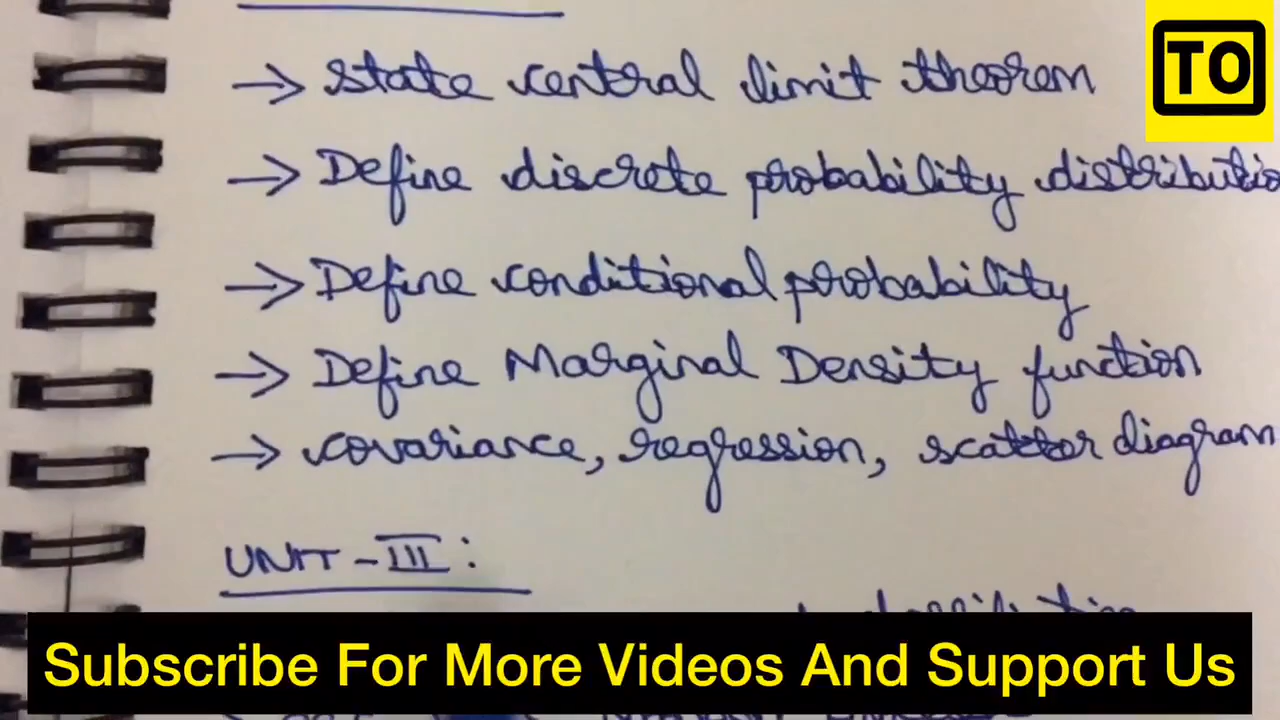 → state central limit theorem
TO
→ Define discrete probability distributio
→ Define conditional probability
→ Define Marginal Density function
→ covariance, regression, scatter diagram
UNIT - III :
Subscribe For More Videos And Support Us